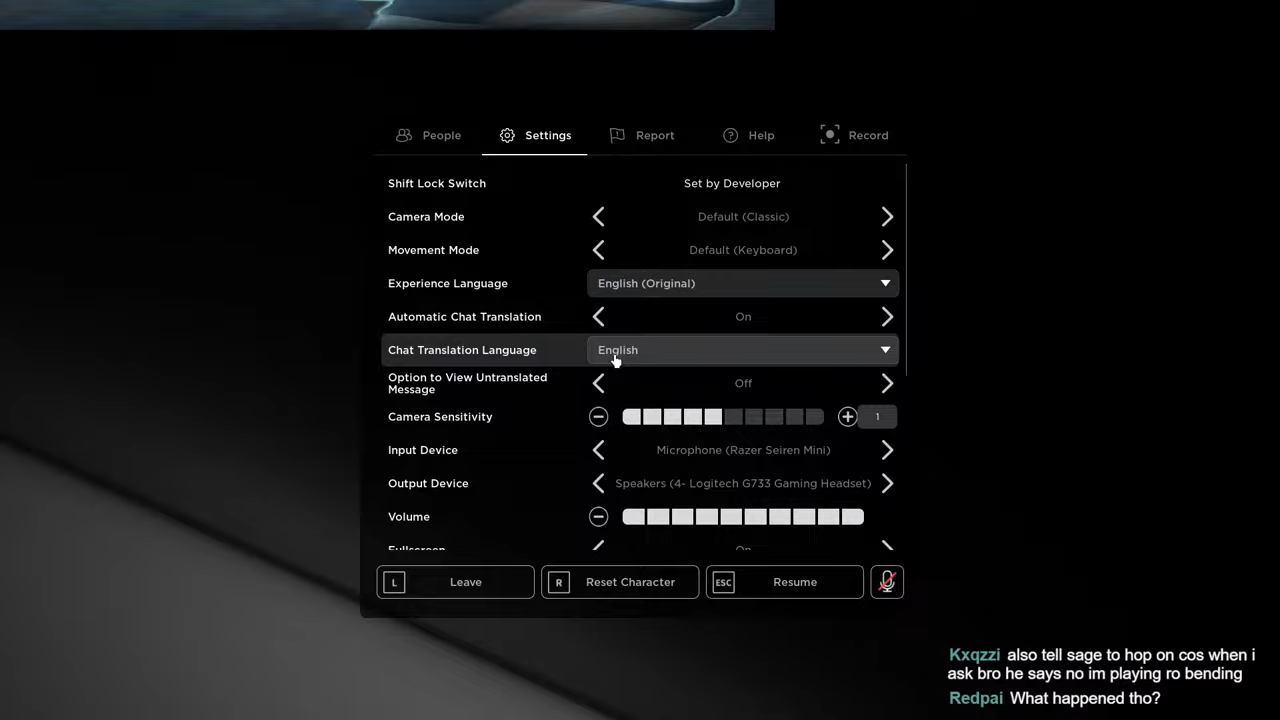 People Settings Report Help Record
Shift Lock Switch Set by Developer
Camera Mode Default (Classic)
Movement Mode Default (Keyboard)
Experience Language English (Original)
Automatic Chat Translation On
Chat Translation Language English
Option to View Untranslated
Message Off
Camera Sensitivity 1
Input Device Microphone (Razer Seiren Mini)
Output Device Speakers (4- Logitech G733 Gaming Headset)
Volume
Fullscreen On
L Leave R Reset Character ESC Resume
Kxqzzi also tell sage to hop on cos when i
ask bro he says no im playing ro bending
Redpai What happened tho?